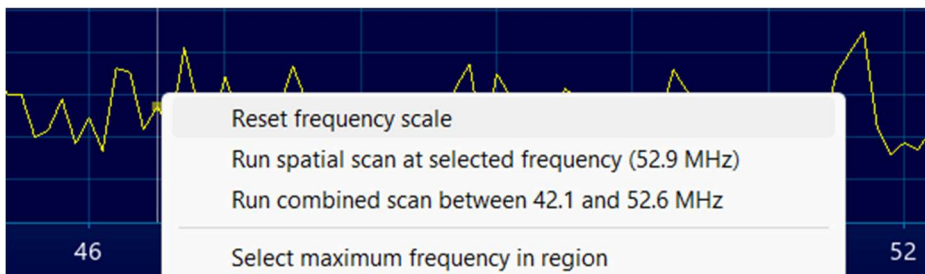 Reset frequency scale
Run spatial scan at selected frequency (52.9 MHz)
Run combined scan between 42.1 and 52.6 MHz
46
52
Select maximum frequency in region